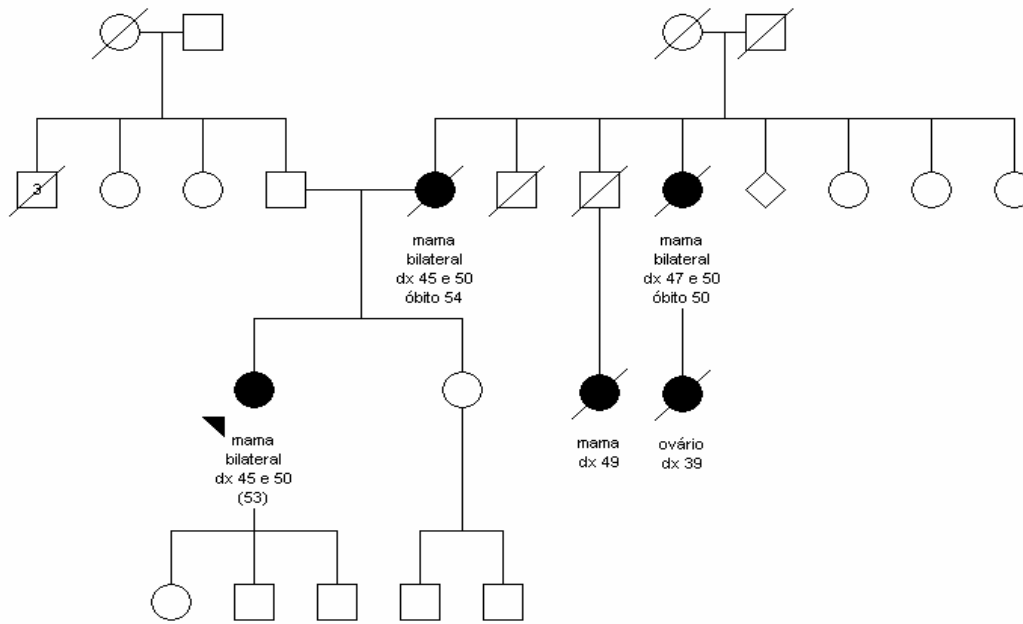 3
mama
bilateral
dx 45 e 50
óbito 54
mama
bilateral
dx 47 e 50
óbito 50
mama
bilateral
dx 45 e 50
(53)
mama
dx 49
ovário
dx 39